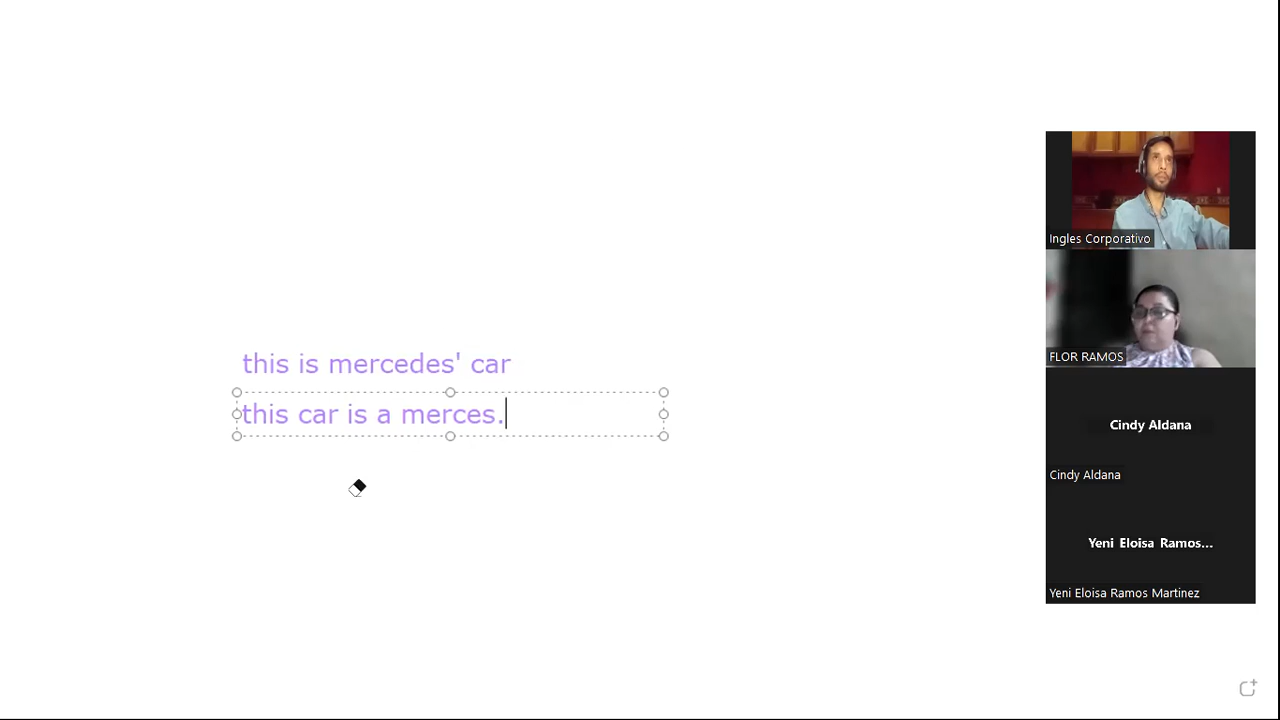 this is mercedes' car
this car is a merces.
Ingles Corporativo
FLOR RAMOS
Cindy Aldana
Cindy Aldana
Yeni Eloisa Ramos...
Yeni Eloisa Ramos Martinez